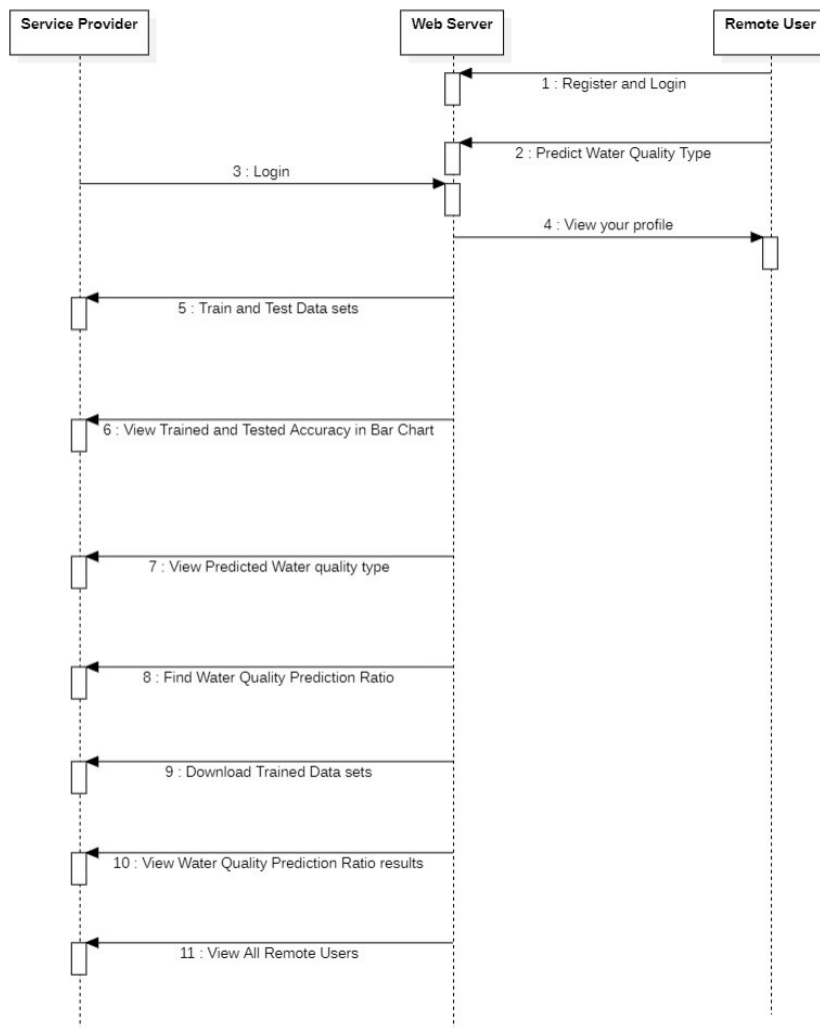 Service Provider
Web Server
Remote User
1 : Register and Login
2 : Predict Water Quality Type
3 : Login
4 : View your profile
5 : Train and Test Data sets
6 : View Trained and Tested Accuracy in Bar Chart
7 : View Predicted Water quality type
8 : Find Water Quality Prediction Ratio
9 : Download Trained Data sets
10 : View Water Quality Prediction Ratio results
11 : View All Remote Users